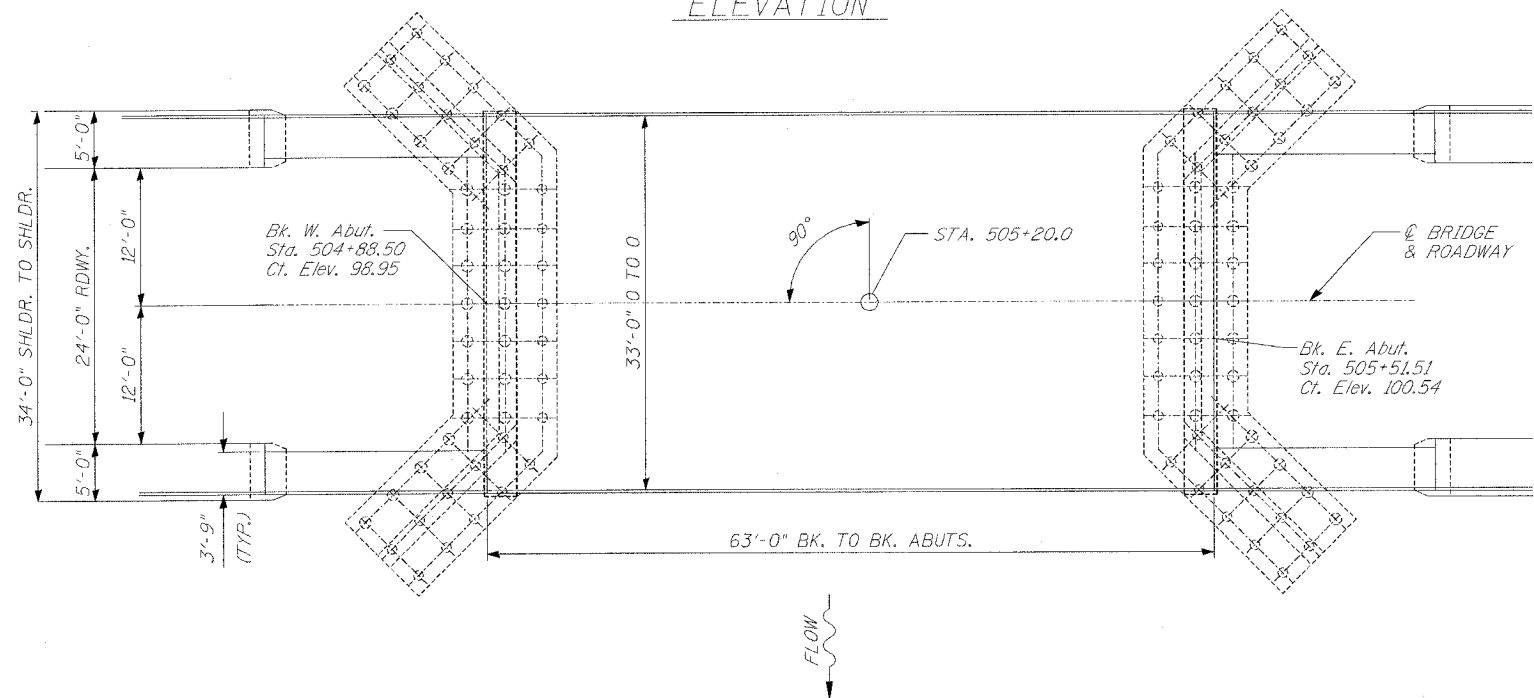 ELEVATION
34'-0" SHLDR. TO SHLDR.
5'-0"
24'-0" RDWY.
5'-0"
12'-0"
12'-0"
3'-9"
(TYP.)
Bk. W. Abut.
Sta. 504+88.50
Ct. Elev. 98.95
33'-0" O TO O
90°
STA. 505+20.0
℄ BRIDGE
& ROADWAY
Bk. E. Abut.
Sta. 505+51.51
Ct. Elev. 100.54
63'-0" BK. TO BK. ABUTS.
FLOW